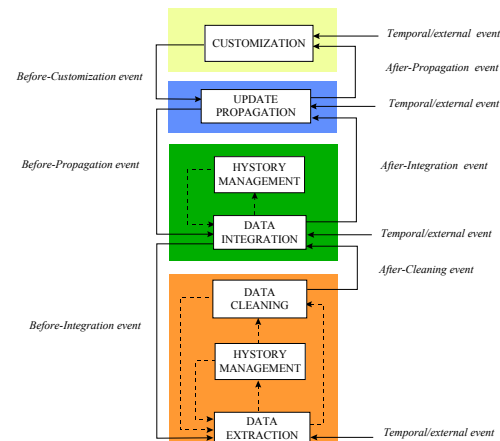 Temporal/external event
CUSTOMIZATION
After-Propagation event
Before-Customization event
UPDATE
PROPAGATION
Temporal/external event
Before-Propagation event
After-Integration event
HYSTORY
MANAGEMENT
DATA
INTEGRATION
Temporal/external event
After-Cleaning event
DATA
CLEANING
Before-Integration event
HYSTORY
MANAGEMENT
DATA
EXTRACTION
Temporal/external event